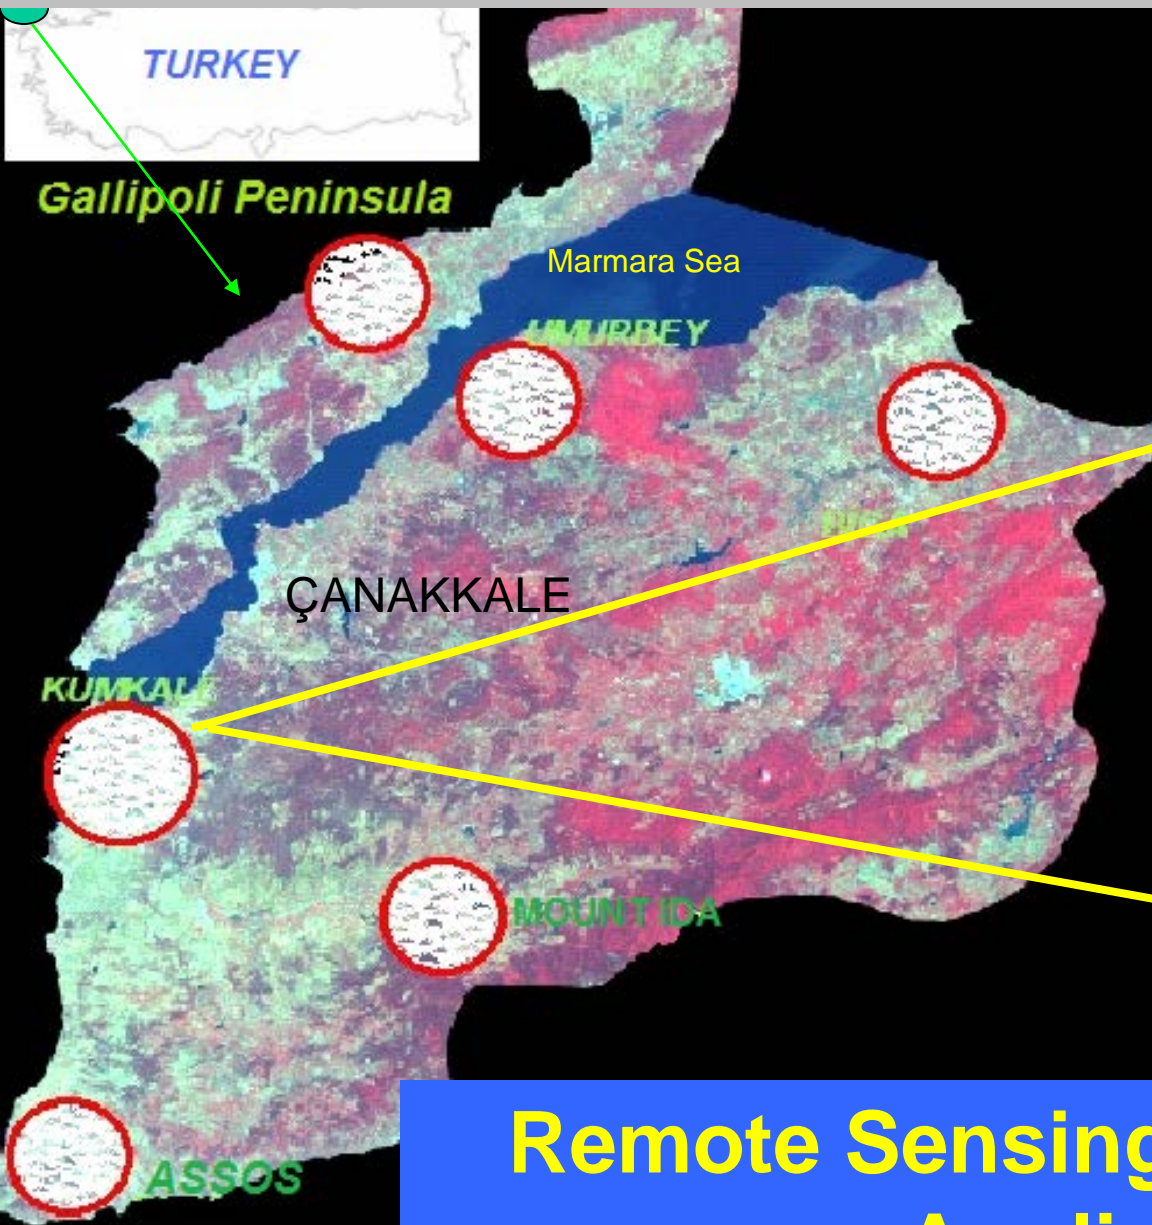 TURKEY
Gallipoli Peninsula
Marmara Sea
UMURBEY
ÇANAKKALE
KUMKALE
MOUNT IDA
ASSOS
Remote Sensing